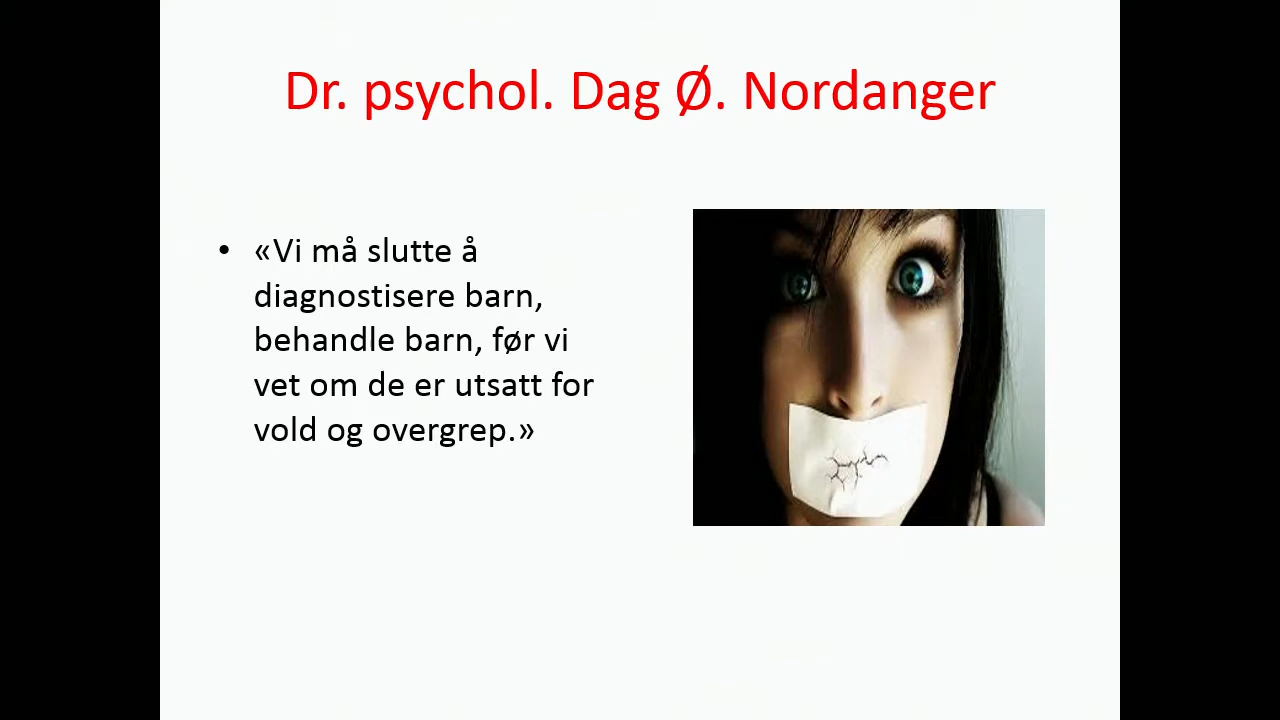 Dr. psychol. Dag Ø. Nordanger
• «Vi må slutte å
diagnostisere barn,
behandle barn, før vi
vet om de er utsatt for
vold og overgrep.»